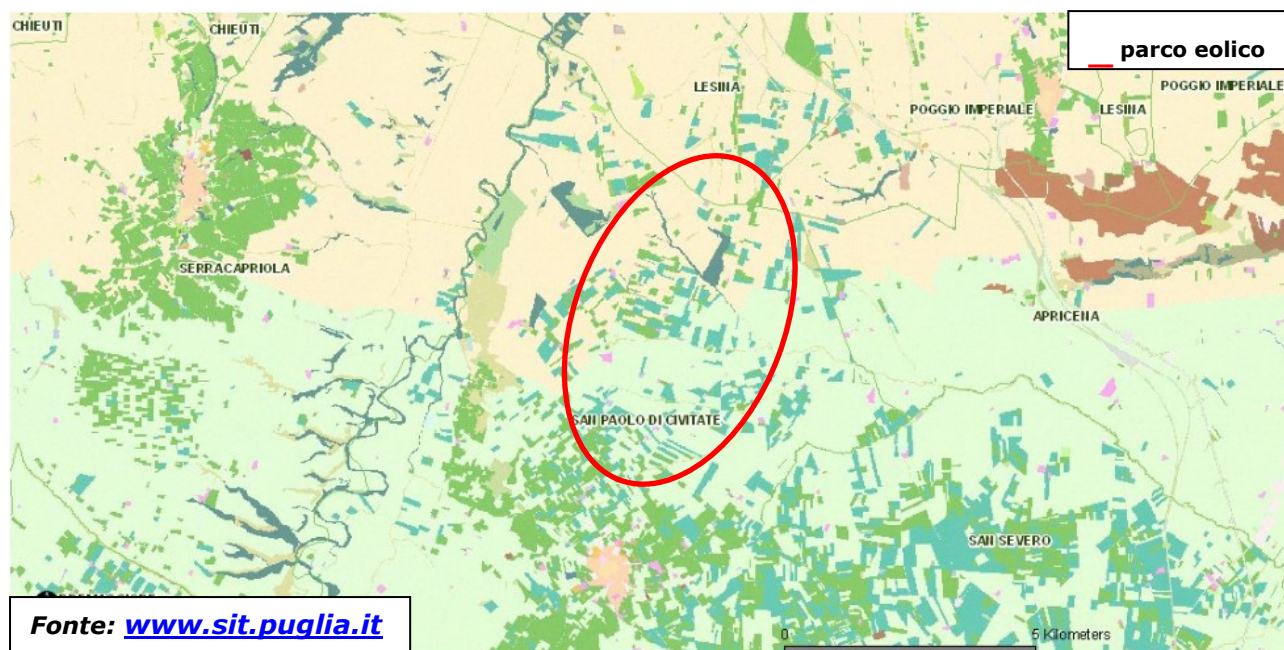 CHIEUTI
CHIEUTI
__ parco eolico
LESINA
POGGIO IMPERIALE
LESINA
POGGIO IMPERIALE
SERRACAPRIOLA
APRICENA
SAN PAOLO DI CIVITATE
SAN SEVERO
Fonte: www.sit.puglia.it
0
5 Kilometers